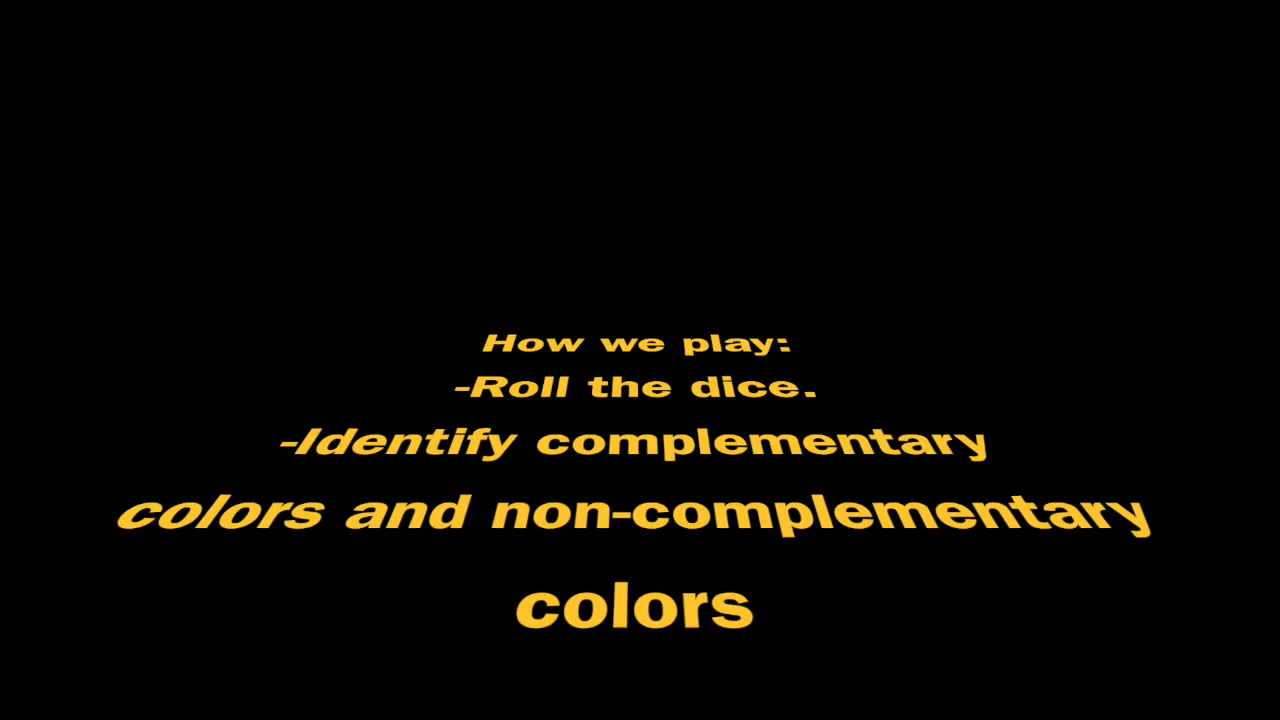 How we play:
-Roll the dice.
-Identify complementary
colors and non-complementary
colors